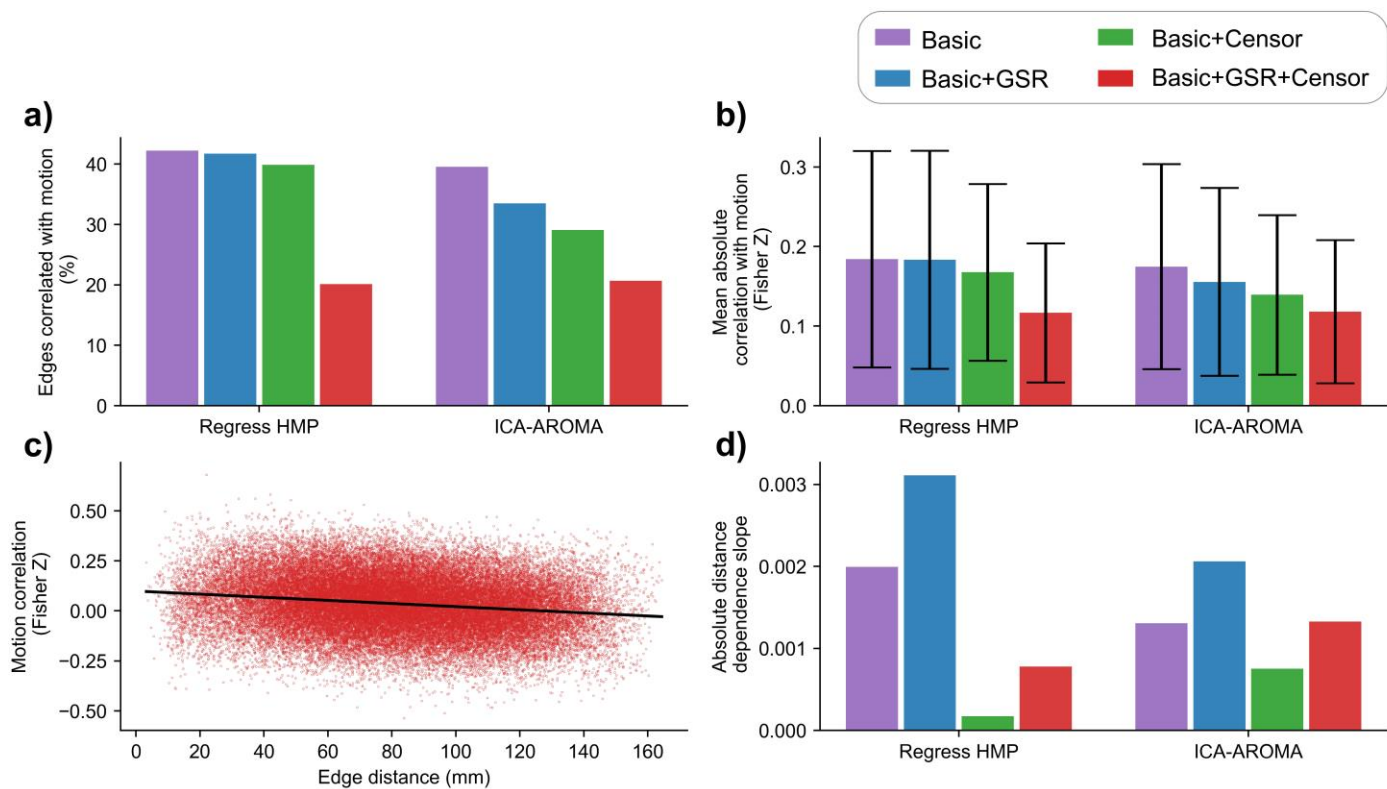 Basic
Basic+Censor
Basic+GSR
Basic+GSR+Censor
a)
Edges correlated with motion
(%)
40
30
20
10
0
Regress HMP
ICA-AROMA
b)
Mean absolute
correlation with motion
(Fisher Z)
0.3
0.2
0.1
0.0
Regress HMP
ICA-AROMA
c)
Motion correlation
(Fisher Z)
0.50
0.25
0.00
−0.25
−0.50
0 20 40 60 80 100 120 140 160
Edge distance (mm)
d)
Absolute distance
dependence slope
0.003
0.002
0.001
0.000
Regress HMP
ICA-AROMA